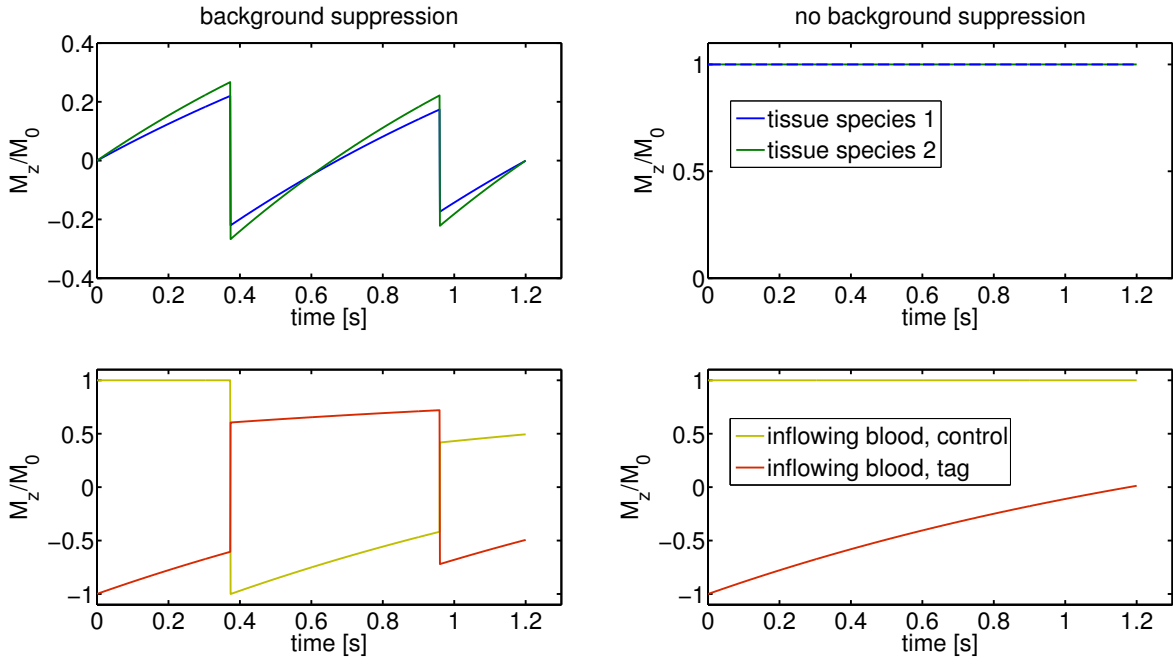 background suppression
0.4
0.2
0
−0.2
−0.4
M_z/M_0
0 0.2 0.4 0.6 0.8 1 1.2
time [s]
no background suppression
1
0.5
0
M_z/M_0
tissue species 1
tissue species 2
0 0.2 0.4 0.6 0.8 1 1.2
time [s]
1
0.5
0
−0.5
−1
M_z/M_0
0 0.2 0.4 0.6 0.8 1 1.2
time [s]
1
0.5
0
−0.5
−1
M_z/M_0
inflowing blood, control
inflowing blood, tag
0 0.2 0.4 0.6 0.8 1 1.2
time [s]